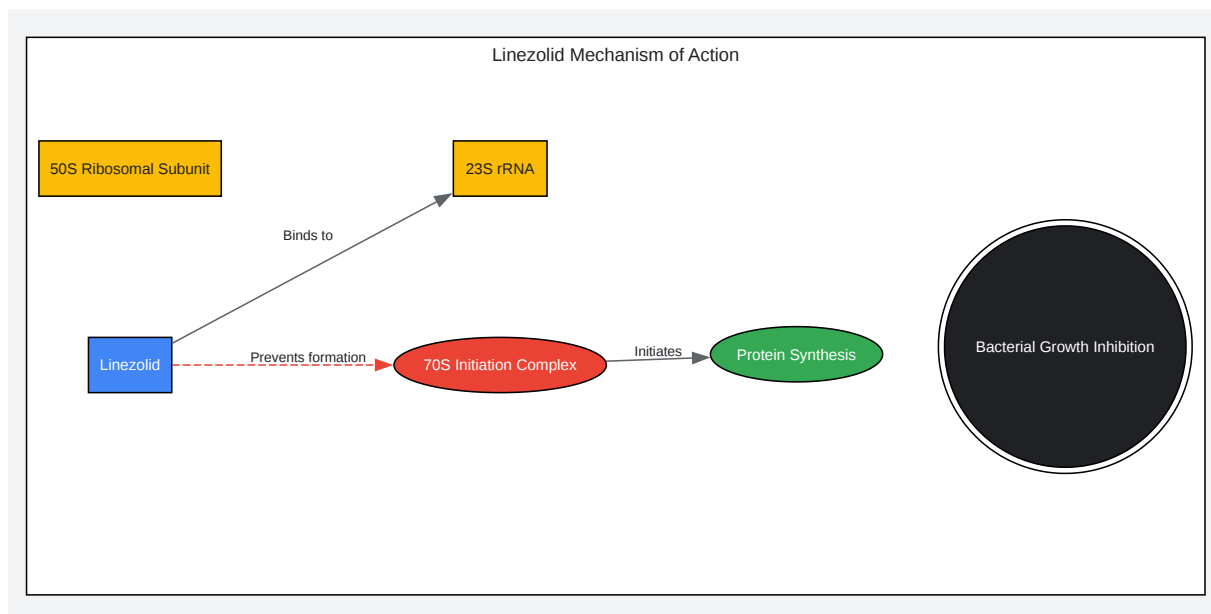 Linezolid Mechanism of Action
50S Ribosomal Subunit
23S rRNA
Binds to
Linezolid
Prevents formation
70S Initiation Complex
Initiates
Protein Synthesis
Bacterial Growth Inhibition